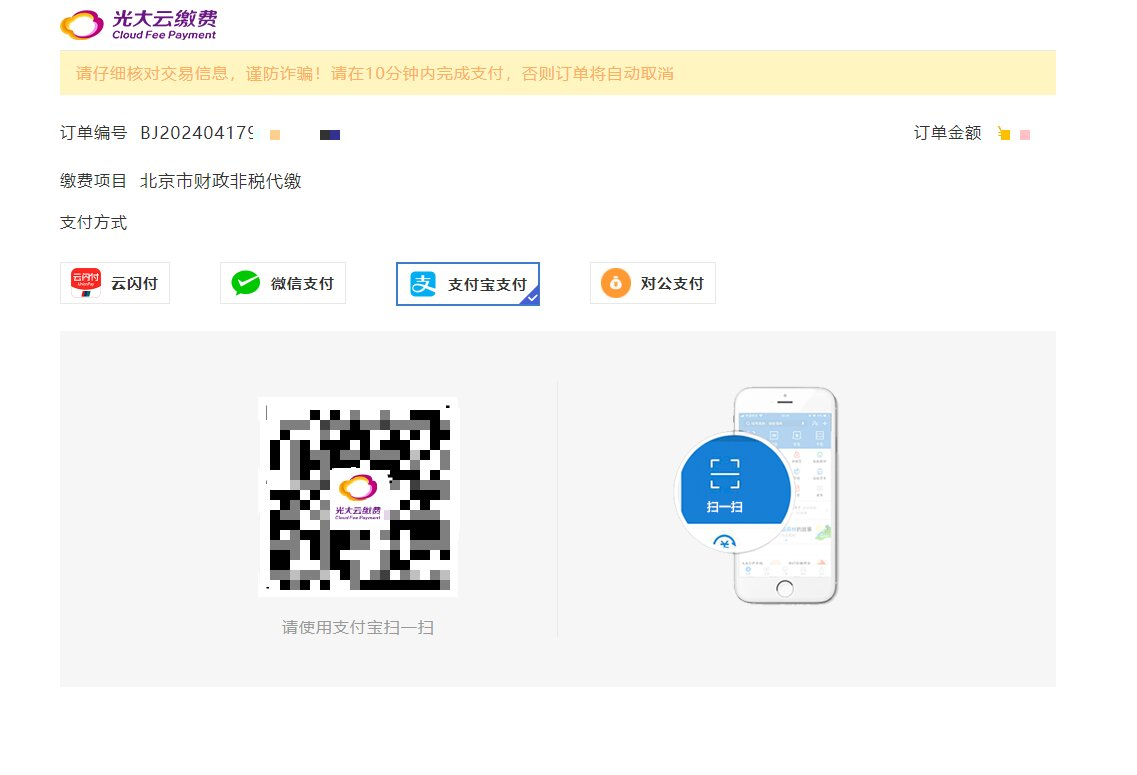 光大云缴费
Cloud Fee Payment
请仔细核对交易信息，谨防诈骗！请在10分钟内完成支付，否则订单将自动取消
订单编号 BJ202404179
订单金额
缴费项目 北京市财政非税代缴
支付方式
云闪付 云闪付
微信支付
支 支付宝支付
对公支付
扫一扫
光大云缴费
Cloud Fee Payment
请使用支付宝扫一扫